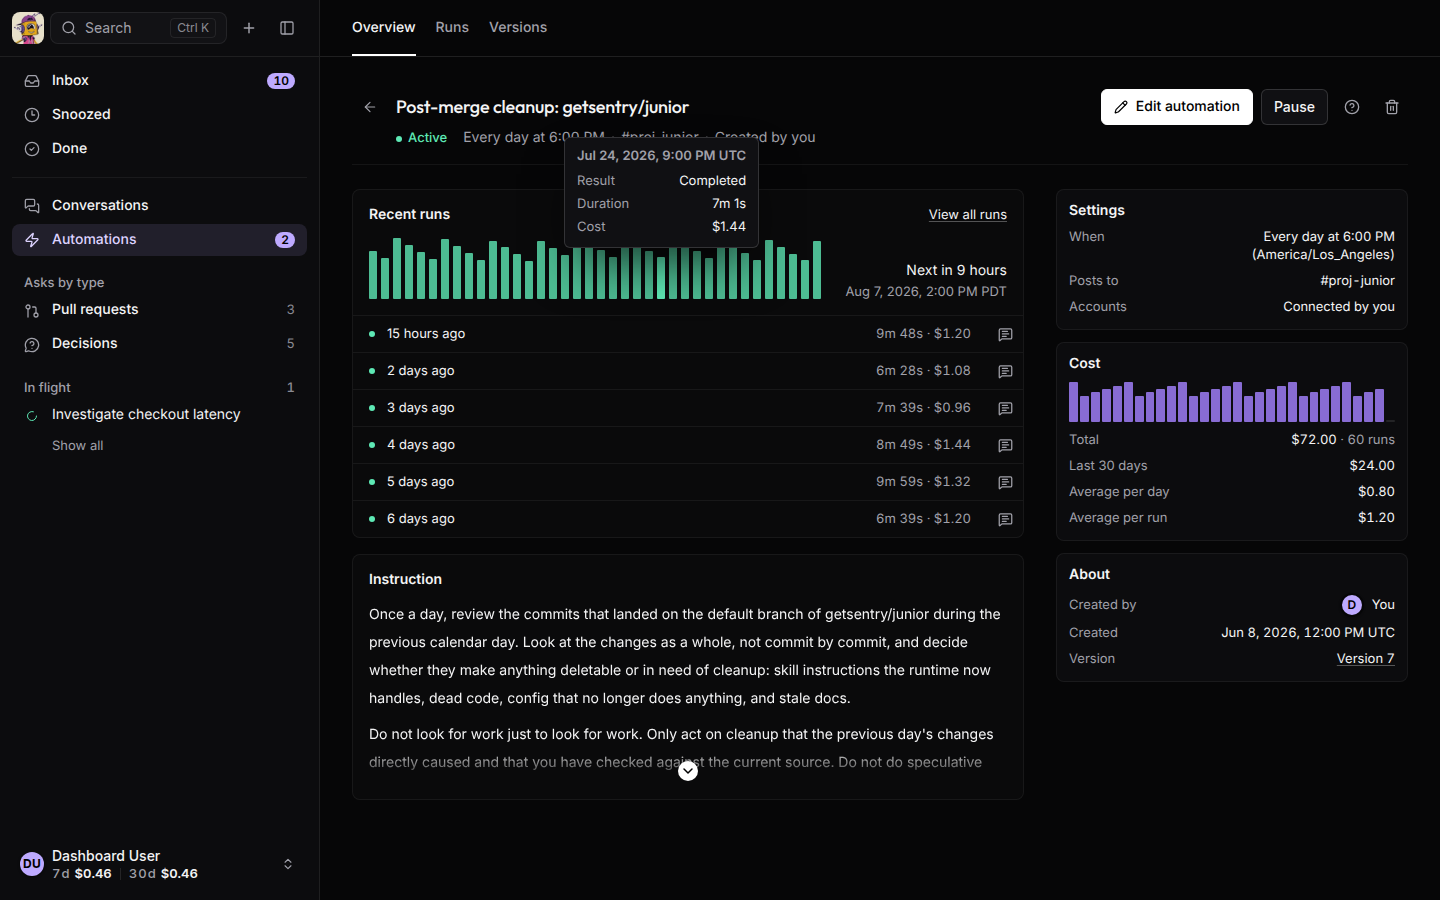 Search
Ctrl K
Inbox
10
Snoozed
Done
Conversations
Automations
2
Asks by type
Pull requests
3
Decisions
5
In flight
1
Investigate checkout latency
Show all
Dashboard User
7d $0.46
30d $0.46
Overview
Runs
Versions
Post-merge cleanup: getsentry/junior
Edit automation
Pause
Active
Every day at 6:00 PM · #proj-junior · Created by you
Jul 24, 2026, 9:00 PM UTC
Result Completed
Duration 7m 1s
Cost $1.44
Recent runs
View all runs
Next in 9 hours
Aug 7, 2026, 2:00 PM PDT
15 hours ago 9m 48s · $1.20
2 days ago 6m 28s · $1.08
3 days ago 7m 39s · $0.96
4 days ago 8m 49s · $1.44
5 days ago 9m 59s · $1.32
6 days ago 6m 39s · $1.20
Instruction
Once a day, review the commits that landed on the default branch of getsentry/junior during the
previous calendar day. Look at the changes as a whole, not commit by commit, and decide
whether they make anything deletable or in need of cleanup: skill instructions the runtime now
handles, dead code, config that no longer does anything, and stale docs.
Do not look for work just to look for work. Only act on cleanup that the previous day's changes
directly caused and that you have checked against the current source. Do not do speculative
Settings
When Every day at 6:00 PM
(America/Los_Angeles)
Posts to #proj-junior
Accounts Connected by you
Cost
Total $72.00 · 60 runs
Last 30 days $24.00
Average per day $0.80
Average per run $1.20
About
Created by D You
Created Jun 8, 2026, 12:00 PM UTC
Version Version 7
DU